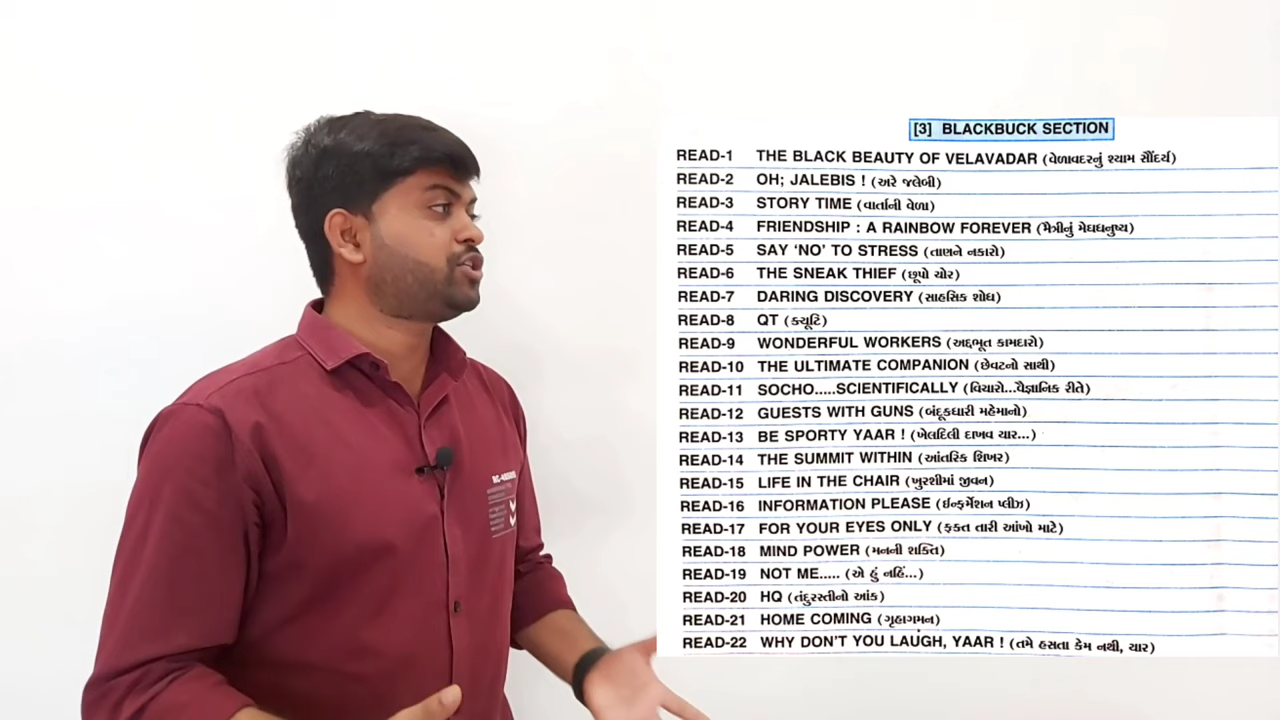 [3] BLACKBUCK SECTION
READ-1 THE BLACK BEAUTY OF VELAVADAR (વેળાવદરનું શ્યામ સૌંદર્ય)
READ-2 OH; JALEBIS ! (અરે જલેબી)
READ-3 STORY TIME (વાર્તાની વેળા)
READ-4 FRIENDSHIP : A RAINBOW FOREVER (મૈત્રીનું મેઘધનુષ્ય)
READ-5 SAY ‘NO’ TO STRESS (તાણને નકારો)
READ-6 THE SNEAK THIEF (છૂપો ચોર)
READ-7 DARING DISCOVERY (સાહસિક શોધ)
READ-8 QT (ક્યૂટિ)
READ-9 WONDERFUL WORKERS (અદ્દભૂત કામદારો)
READ-10 THE ULTIMATE COMPANION (છેવટનો સાથી)
READ-11 SOCHO.....SCIENTIFICALLY (વિચારો...વૈજ્ઞાનિક રીતે)
READ-12 GUESTS WITH GUNS (બંદૂકધારી મહેમાનો)
READ-13 BE SPORTY YAAR ! (ખેલદિલી દાખવ યાર...)
READ-14 THE SUMMIT WITHIN (આંતરિક શિખર)
READ-15 LIFE IN THE CHAIR (ખુરશીમાં જીવન)
READ-16 INFORMATION PLEASE (ઈન્ફર્મેશન પ્લીઝ)
READ-17 FOR YOUR EYES ONLY (ફક્ત તારી આંખો માટે)
READ-18 MIND POWER (મનની શક્તિ)
READ-19 NOT ME..... (એ હું નહિં...)
READ-20 HQ (તંદુરસ્તીનો આંક)
READ-21 HOME COMING (ગૃહાગમન)
READ-22 WHY DON'T YOU LAUGH, YAAR ! (તમે હસતા કેમ નથી, યાર)